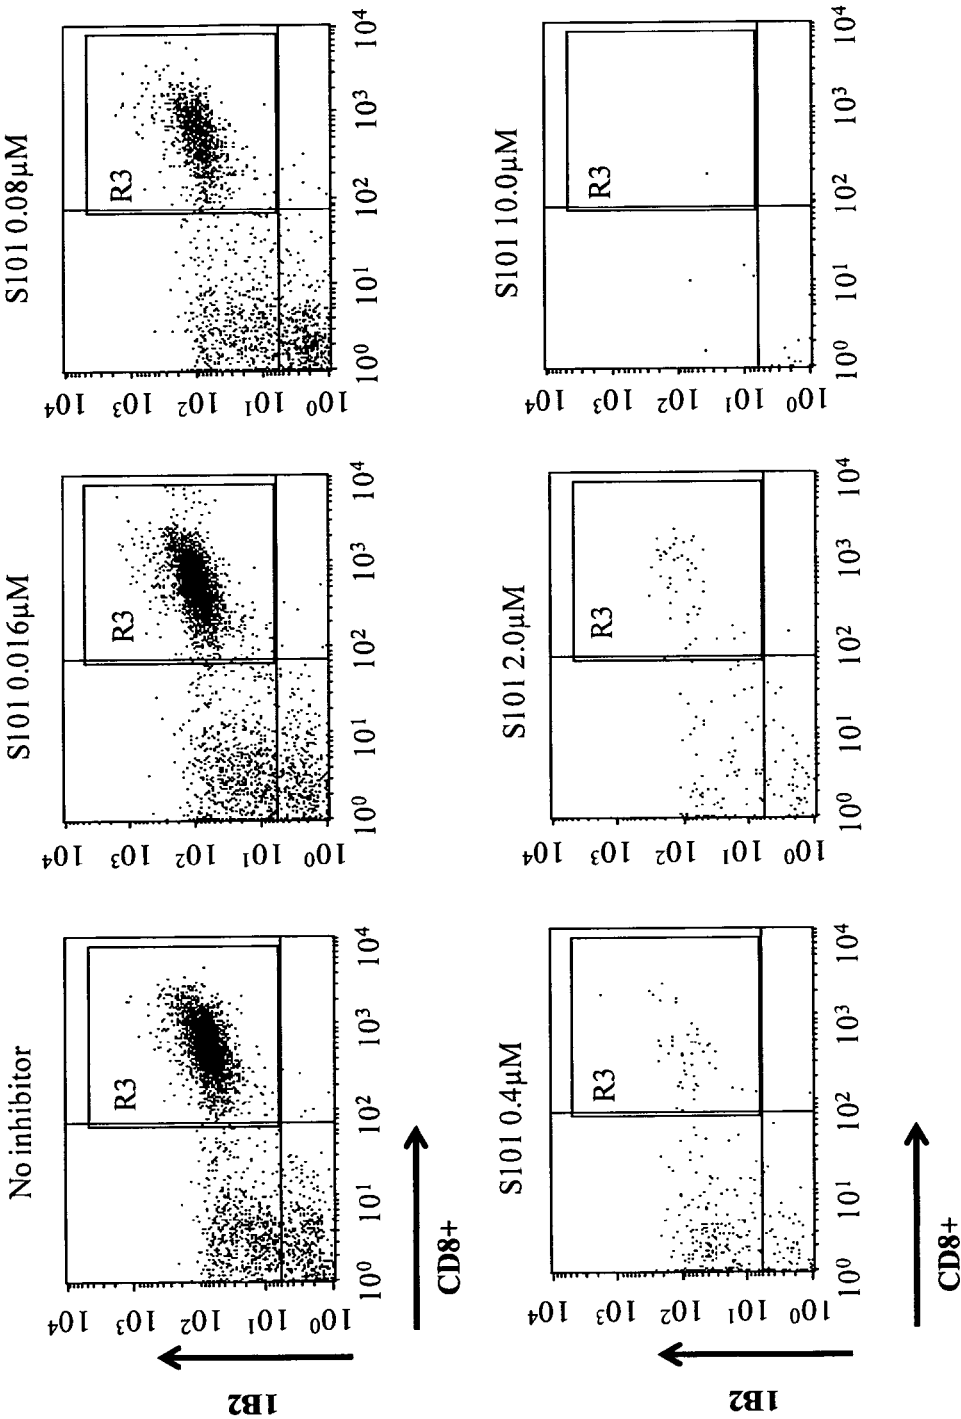 No inhibitor
10⁴
10³
10²
10¹
10⁰
R3
10⁰ 10¹ 10² 10³ 10⁴
S101 0.016µM
10⁴
10³
10²
10¹
10⁰
R3
10⁰ 10¹ 10² 10³ 10⁴
S101 0.08µM
10⁴
10³
10²
10¹
10⁰
R3
10⁰ 10¹ 10² 10³ 10⁴
1B2
CD8+
S101 0.4µM
10⁴
10³
10²
10¹
10⁰
R3
10⁰ 10¹ 10² 10³ 10⁴
S101 2.0µM
10⁴
10³
10²
10¹
10⁰
R3
10⁰ 10¹ 10² 10³ 10⁴
S101 10.0µM
10⁴
10³
10²
10¹
10⁰
R3
10⁰ 10¹ 10² 10³ 10⁴
1B2
CD8+